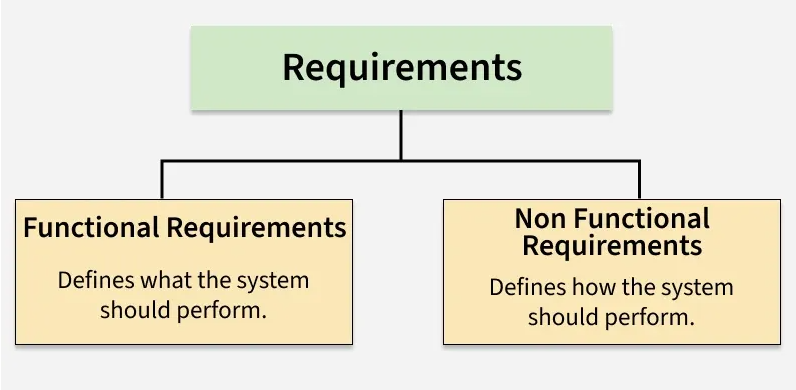 Requirements
Functional Requirements
Defines what the system
should perform.
Non Functional
Requirements
Defines how the system
should perform.